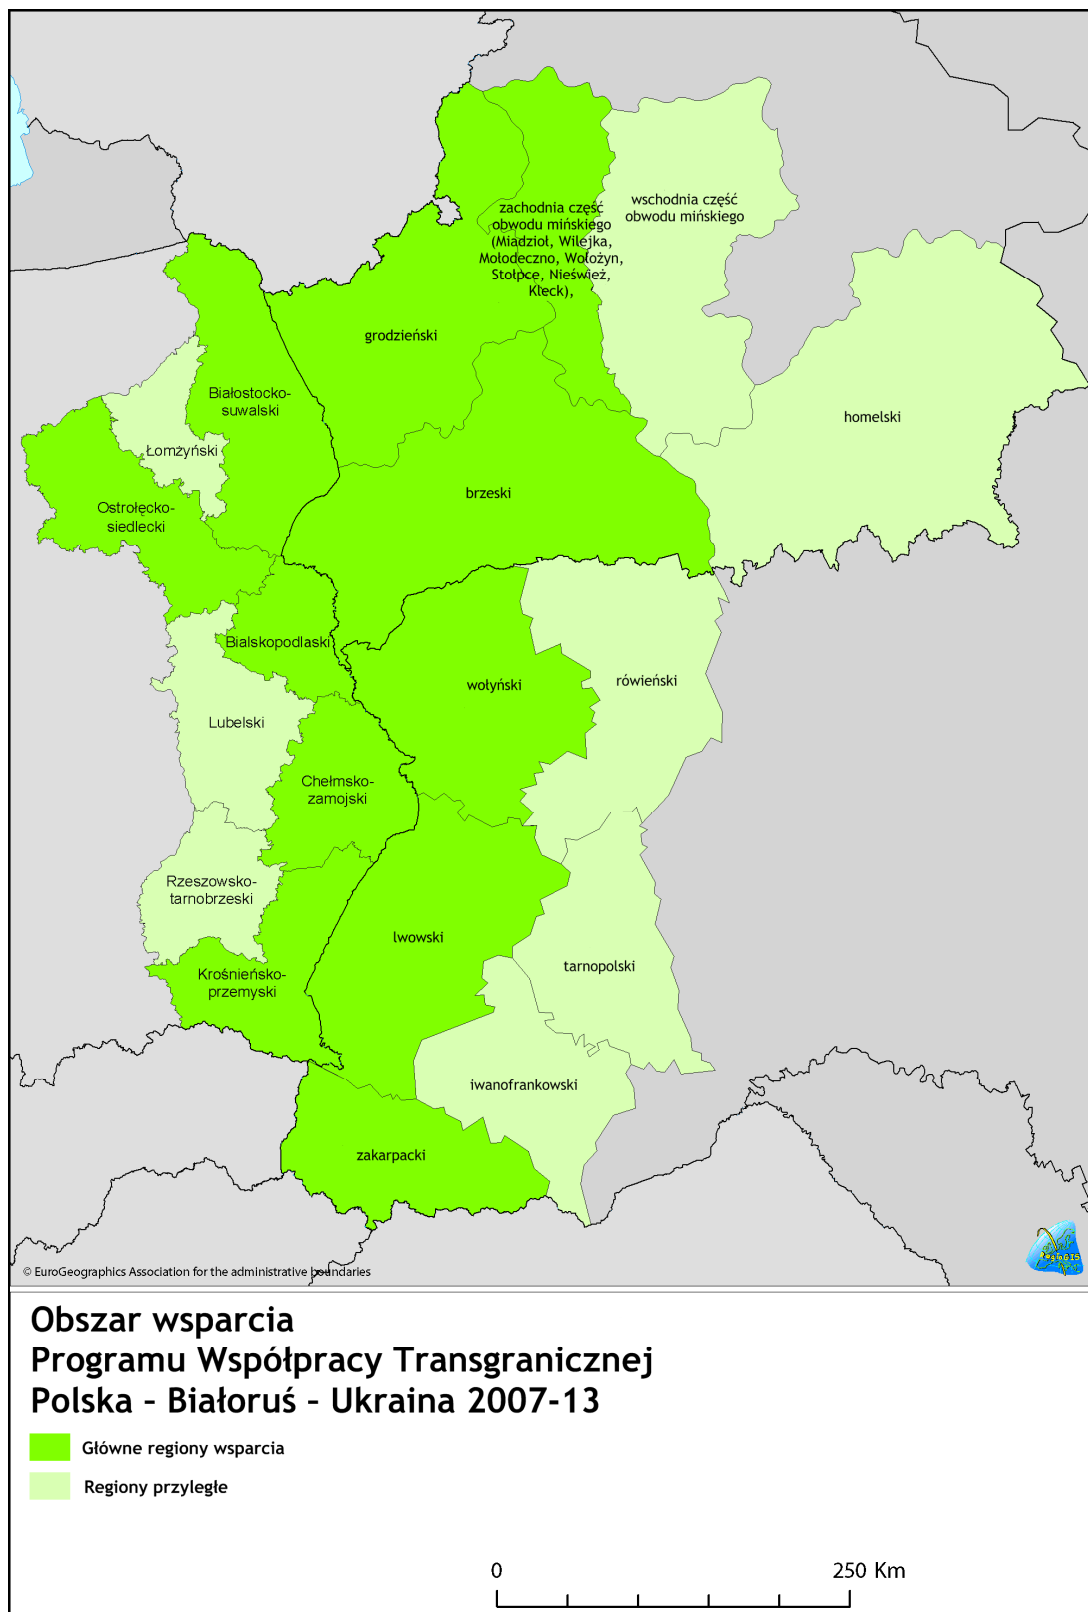 wschodnia część
obwodu mińskiego
zachodnia część
obwodu mińskiego
(Miadzioł, Wilejka,
Mołodeczno, Wołożyn,
Stołpce, Nieśwież,
Kleck),
grodzieński
Białostocko-
suwalski
homelski
Łomżyński
brzeski
Ostrołęcko-
siedlecki
Bialskopodlaski
rówieński
wołyński
Lubelski
Chełmsko-
zamojski
Rzeszowsko-
tarnobrzeski
lwowski
tarnopolski
Krośnieńsko-
przemyski
iwanofrankowski
zakarpacki
RegioGIS
© EuroGeographics Association for the administrative boundaries
Obszar wsparcia
Programu Współpracy Transgranicznej
Polska - Białoruś - Ukraina 2007-13
Główne regiony wsparcia
Regiony przyległe
0 250 Km